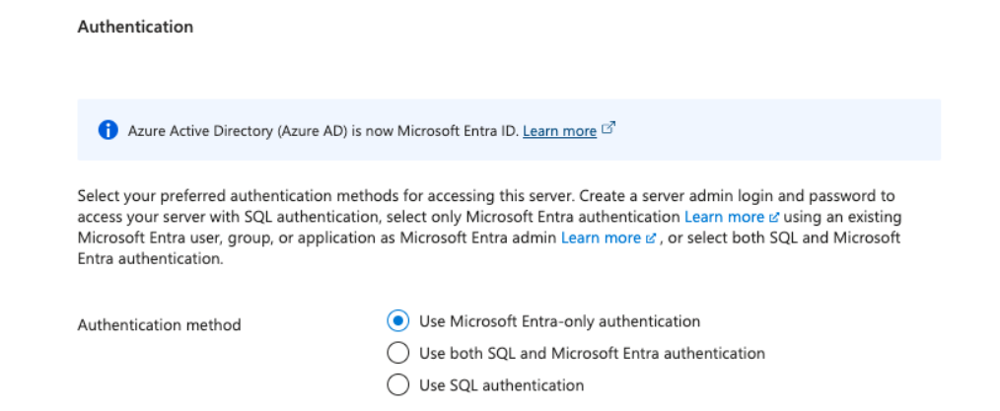 Authentication
Azure Active Directory (Azure AD) is now Microsoft Entra ID. Learn more
Select your preferred authentication methods for accessing this server. Create a server admin login and password to
access your server with SQL authentication, select only Microsoft Entra authentication Learn more using an existing
Microsoft Entra user, group, or application as Microsoft Entra admin Learn more , or select both SQL and Microsoft
Entra authentication.
Authentication method
Use Microsoft Entra-only authentication
Use both SQL and Microsoft Entra authentication
Use SQL authentication